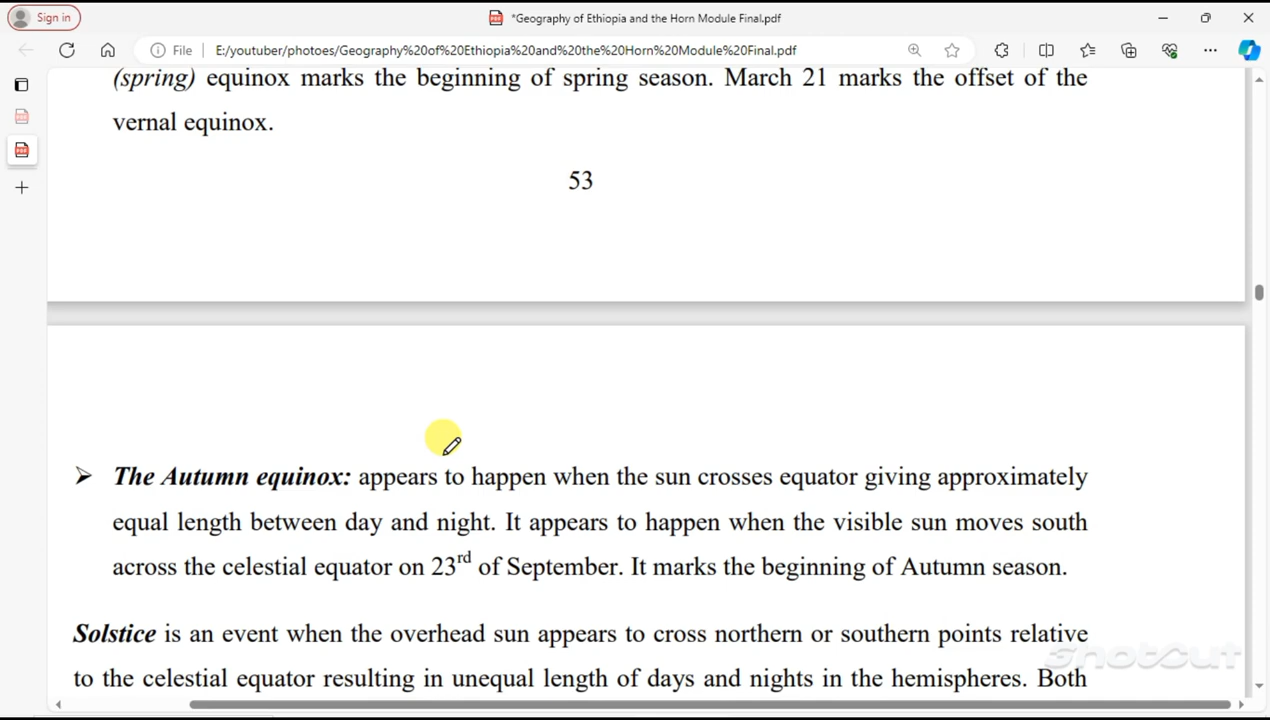 Sign in
*Geography of Ethiopia and the Horn Module Final.pdf
File
E:/youtuber/photoes/Geography%20of%20Ethiopia%20and%20the%20Horn%20Module%20Final.pdf
(spring) equinox marks the beginning of spring season. March 21 marks the offset of the
vernal equinox.
53
➢ The Autumn equinox: appears to happen when the sun crosses equator giving approximately
equal length between day and night. It appears to happen when the visible sun moves south
across the celestial equator on 23rd of September. It marks the beginning of Autumn season.
Solstice is an event when the overhead sun appears to cross northern or southern points relative
to the celestial equator resulting in unequal length of days and nights in the hemispheres. Both
shotcut